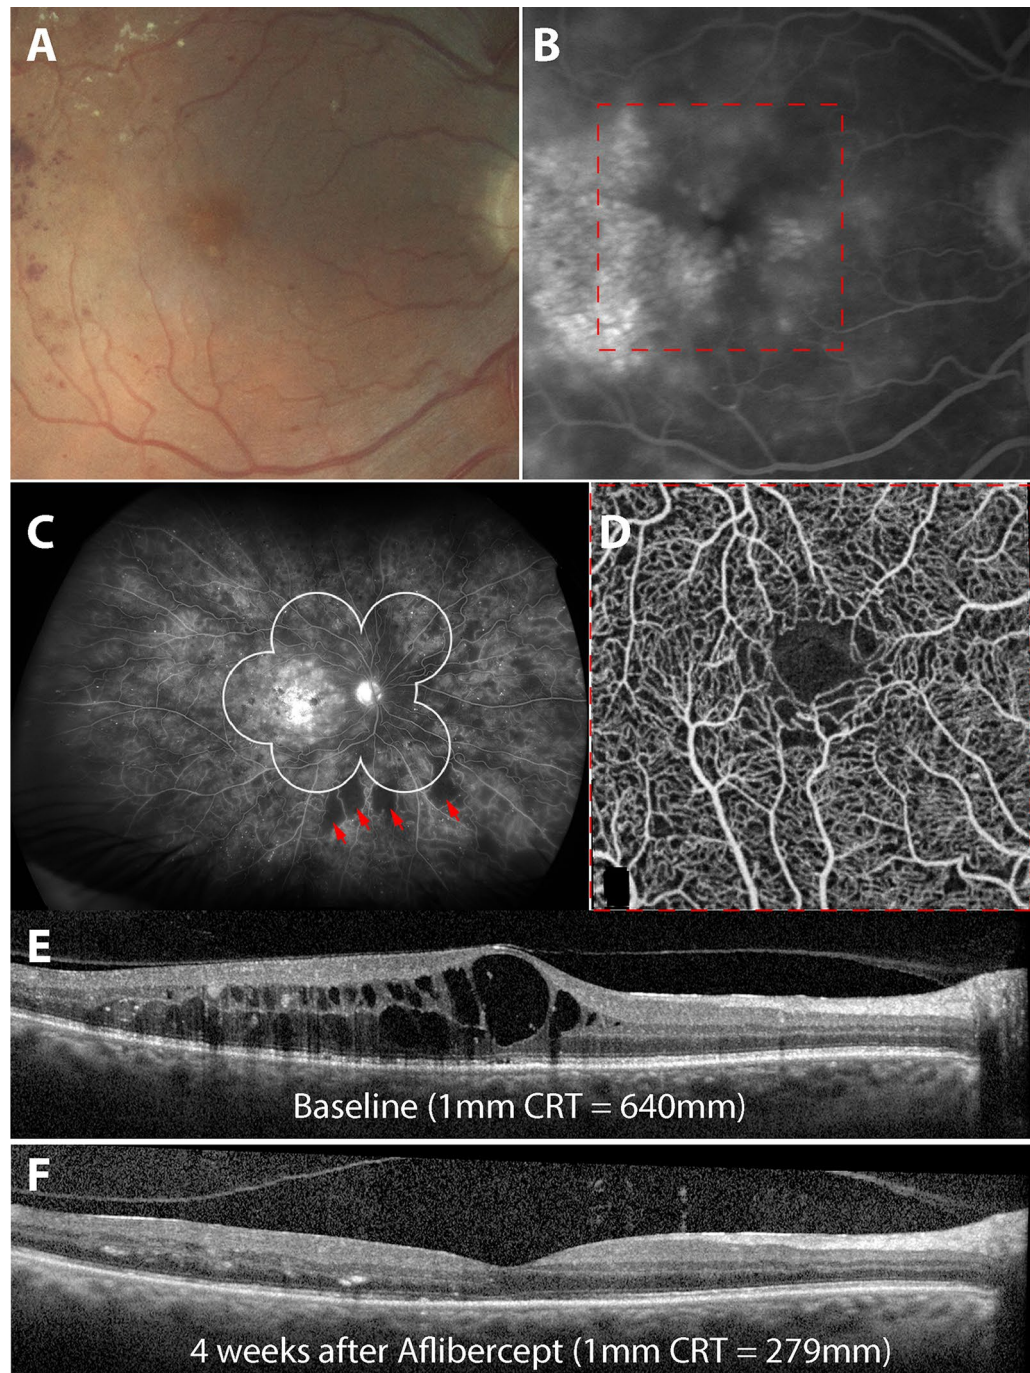 A
B
C
D
E
Baseline (1mm CRT = 640mm)
F
4 weeks after Aflibercept (1mm CRT = 279mm)